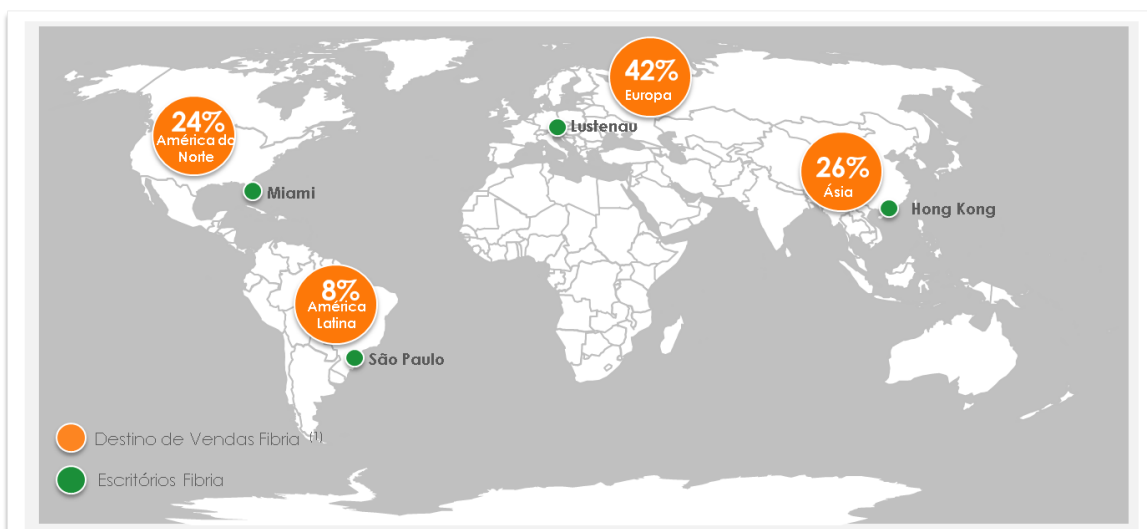 42%
Europa
24%
América do
Norte
Lustenau
26%
Ásia
Miami
Hong Kong
8%
América
Latina
São Paulo
Destino de Vendas Fibria (1)
Escritórios Fibria